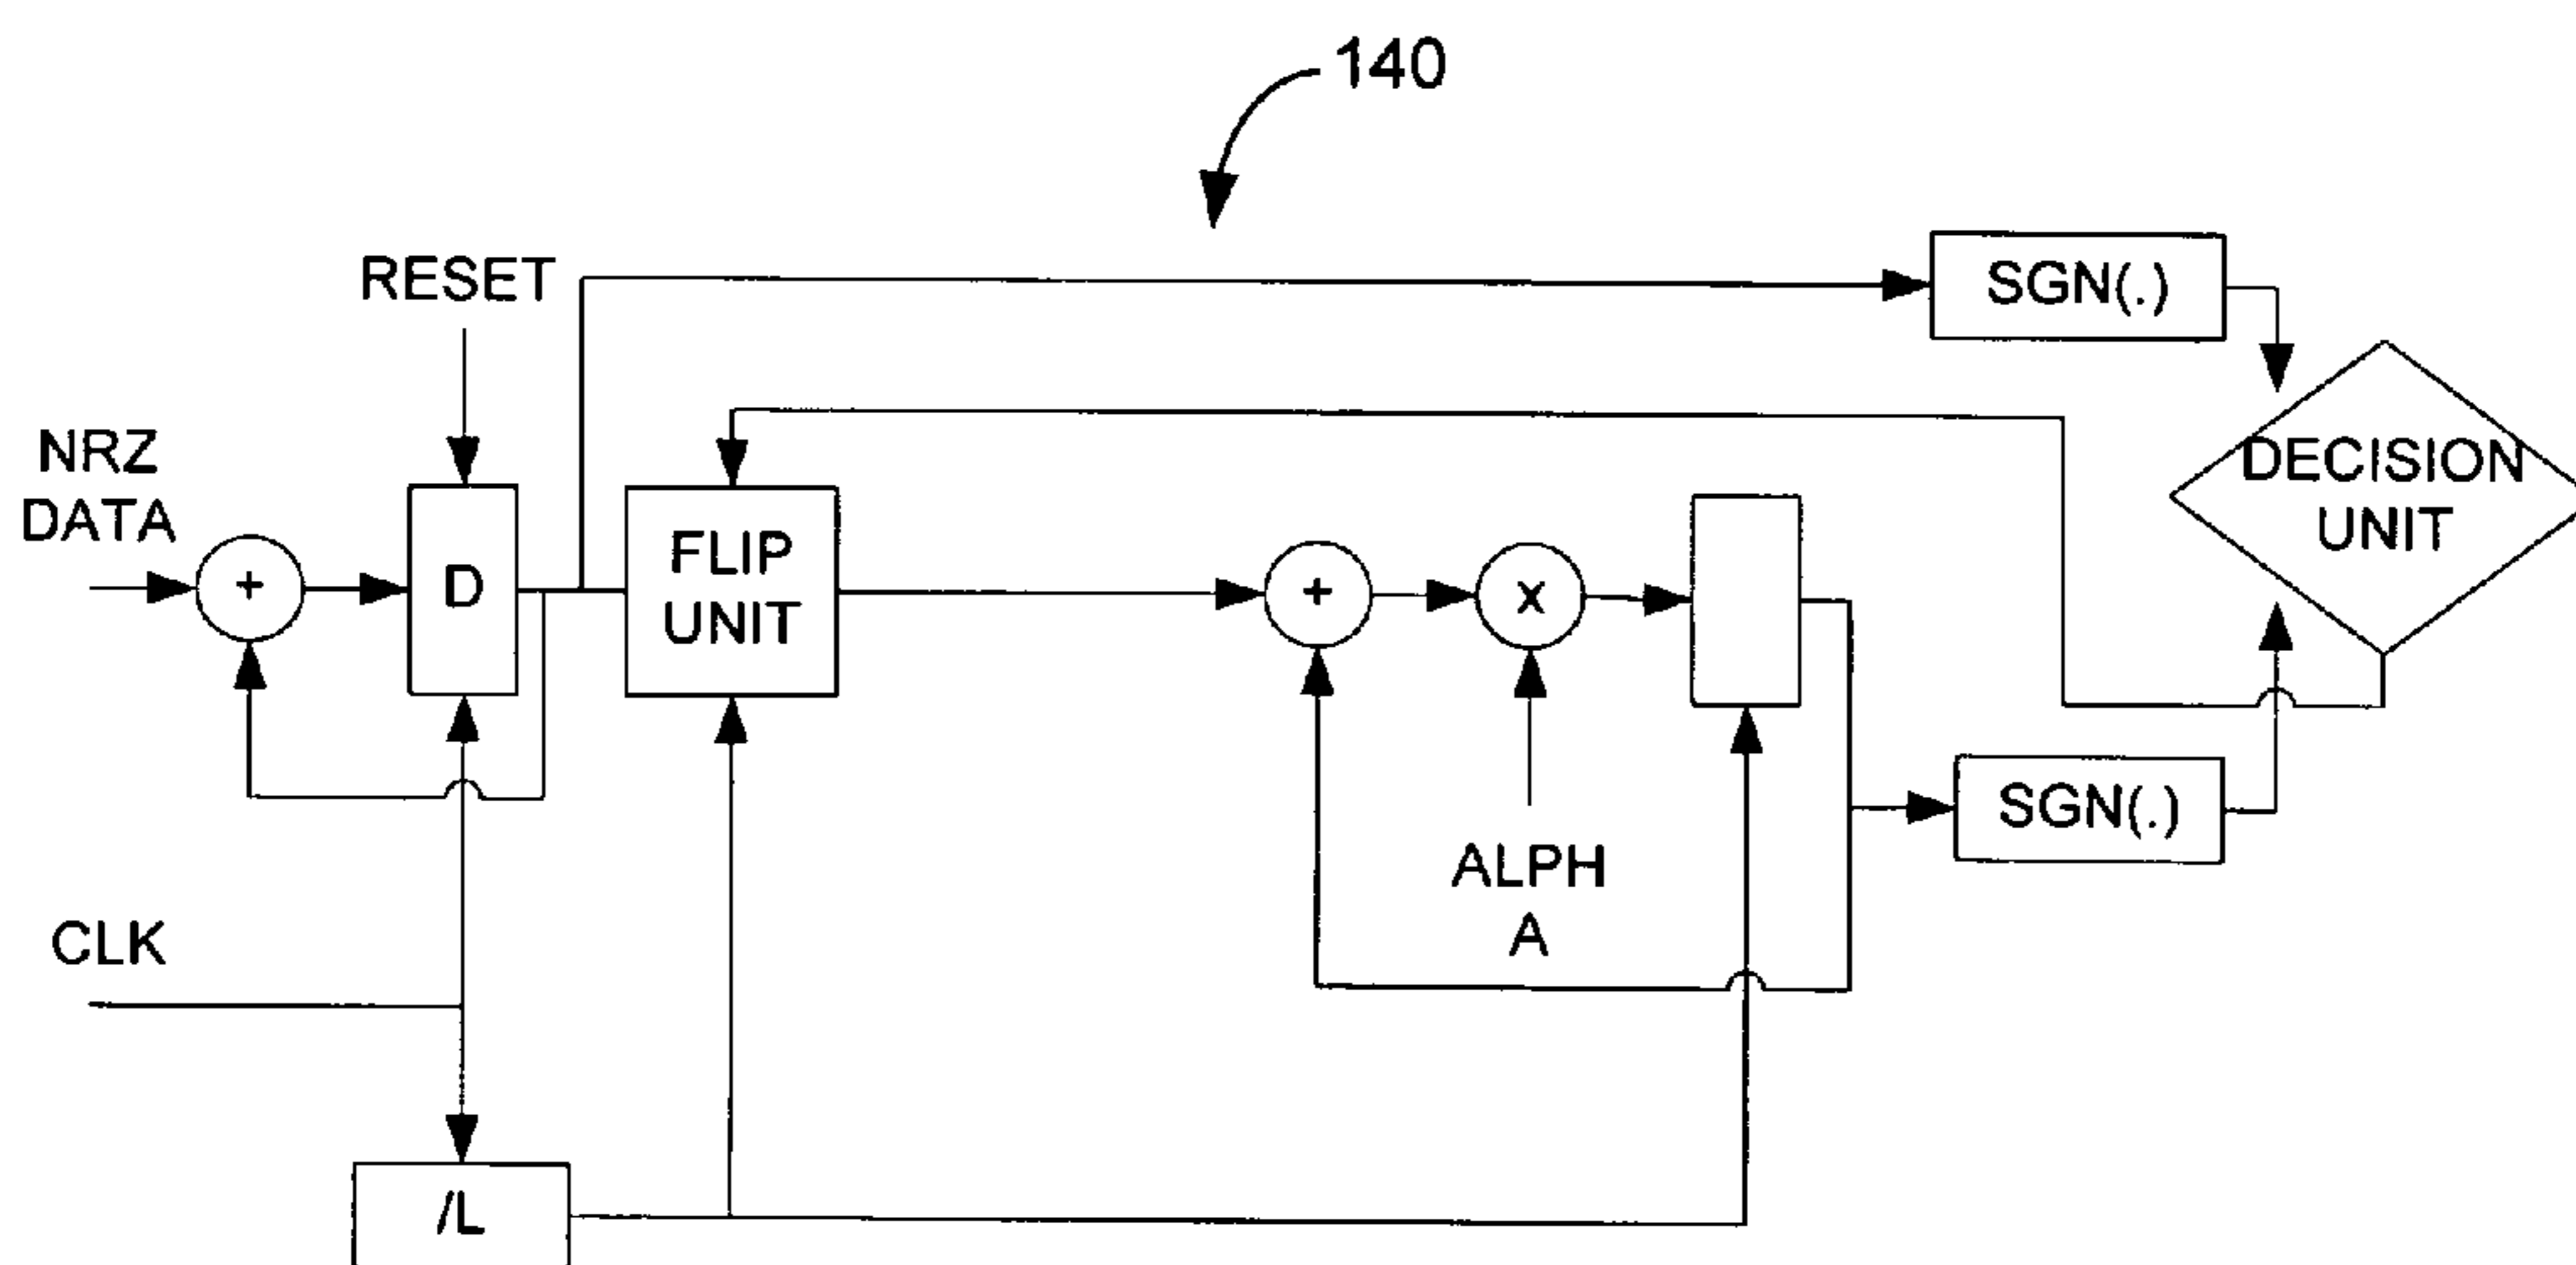 140
RESET
SGN(.)
NRZ
DATA
+
D
FLIP
UNIT
+
x
DECISION
UNIT
SGN(.)
ALPH
A
CLK
/L